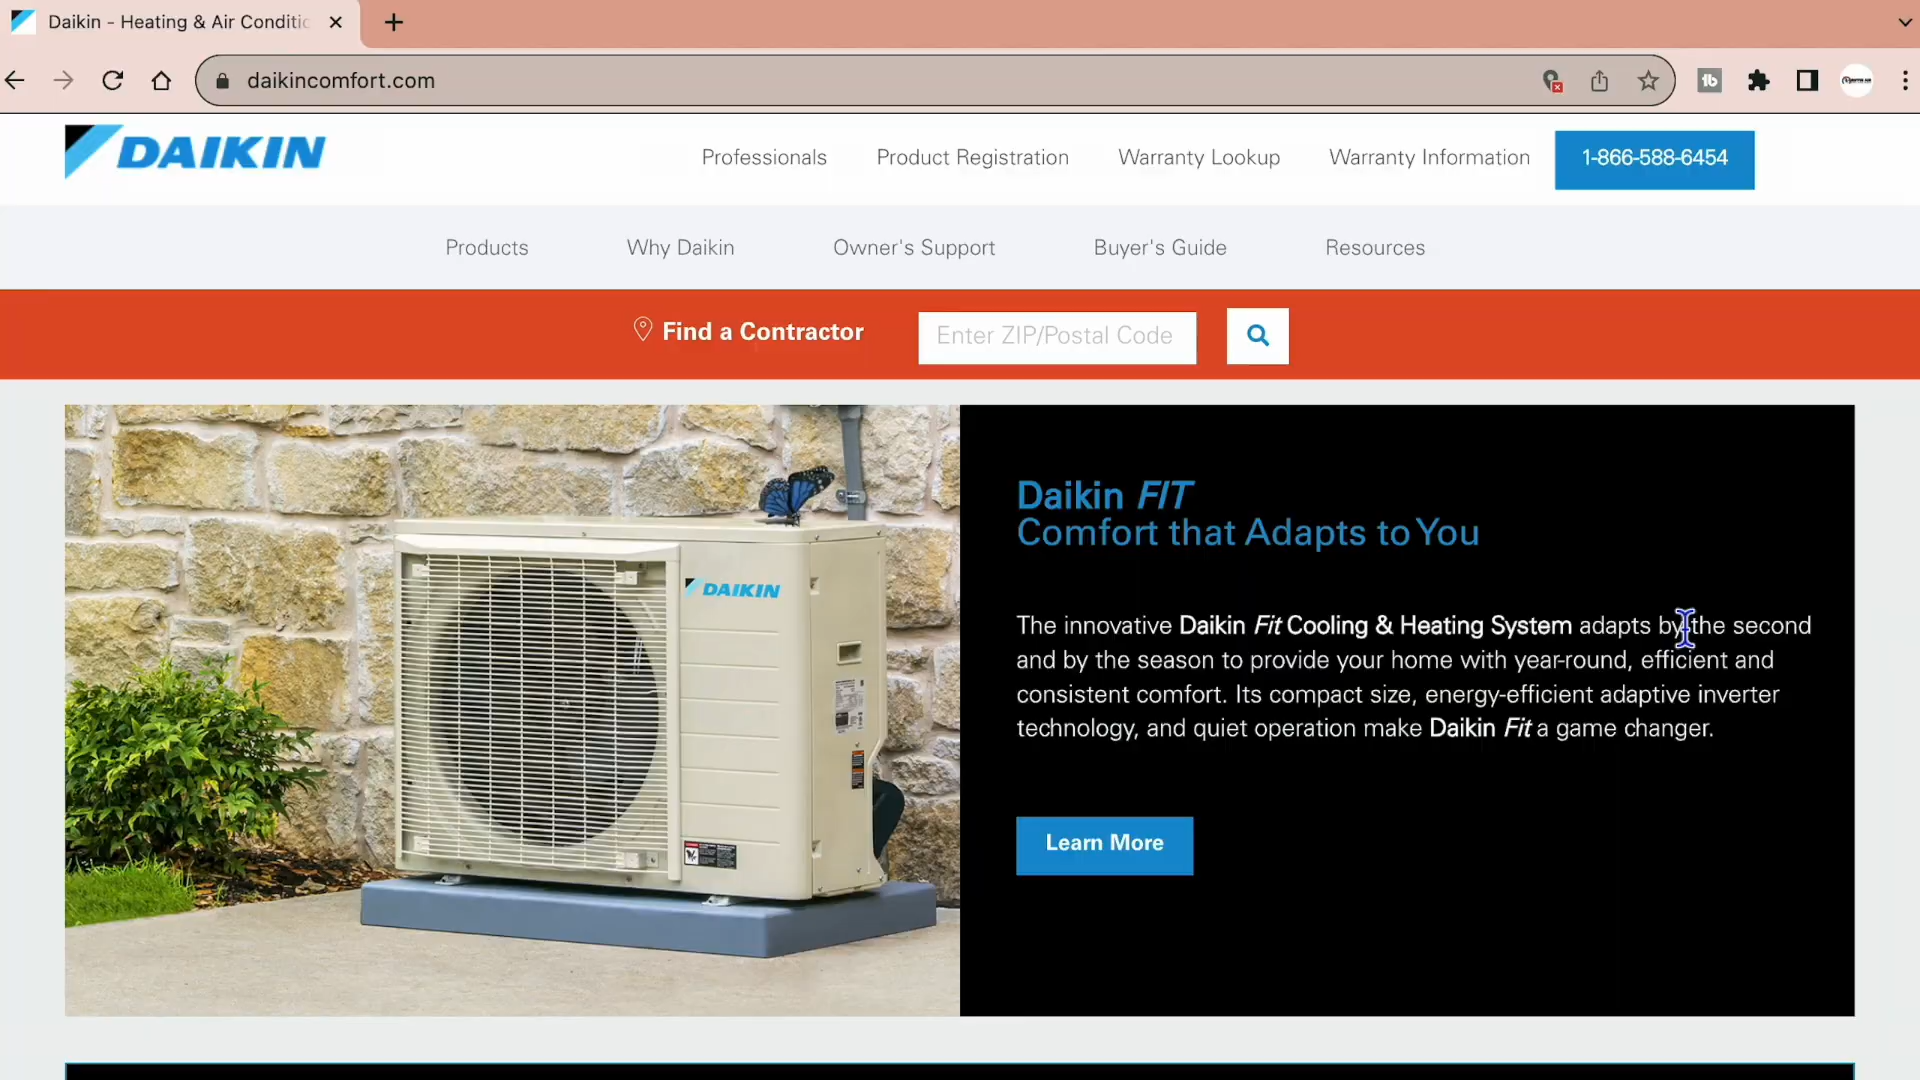 Daikin - Heating & Air Conditic
daikincomfort.com
DAIKIN
Professionals
Product Registration
Warranty Lookup
Warranty Information
1-866-588-6454
Products
Why Daikin
Owner's Support
Buyer's Guide
Resources
Find a Contractor
Enter ZIP/Postal Code
DAIKIN
Daikin FIT
Comfort that Adapts to You
The innovative Daikin Fit Cooling & Heating System adapts by the second
and by the season to provide your home with year-round, efficient and
consistent comfort. Its compact size, energy-efficient adaptive inverter
technology, and quiet operation make Daikin Fit a game changer.
Learn More